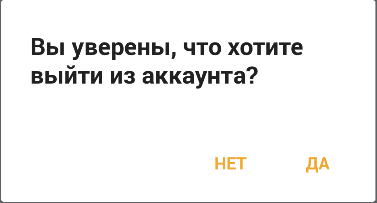 Вы уверены, что хотите
выйти из аккаунта?
НЕТ ДА